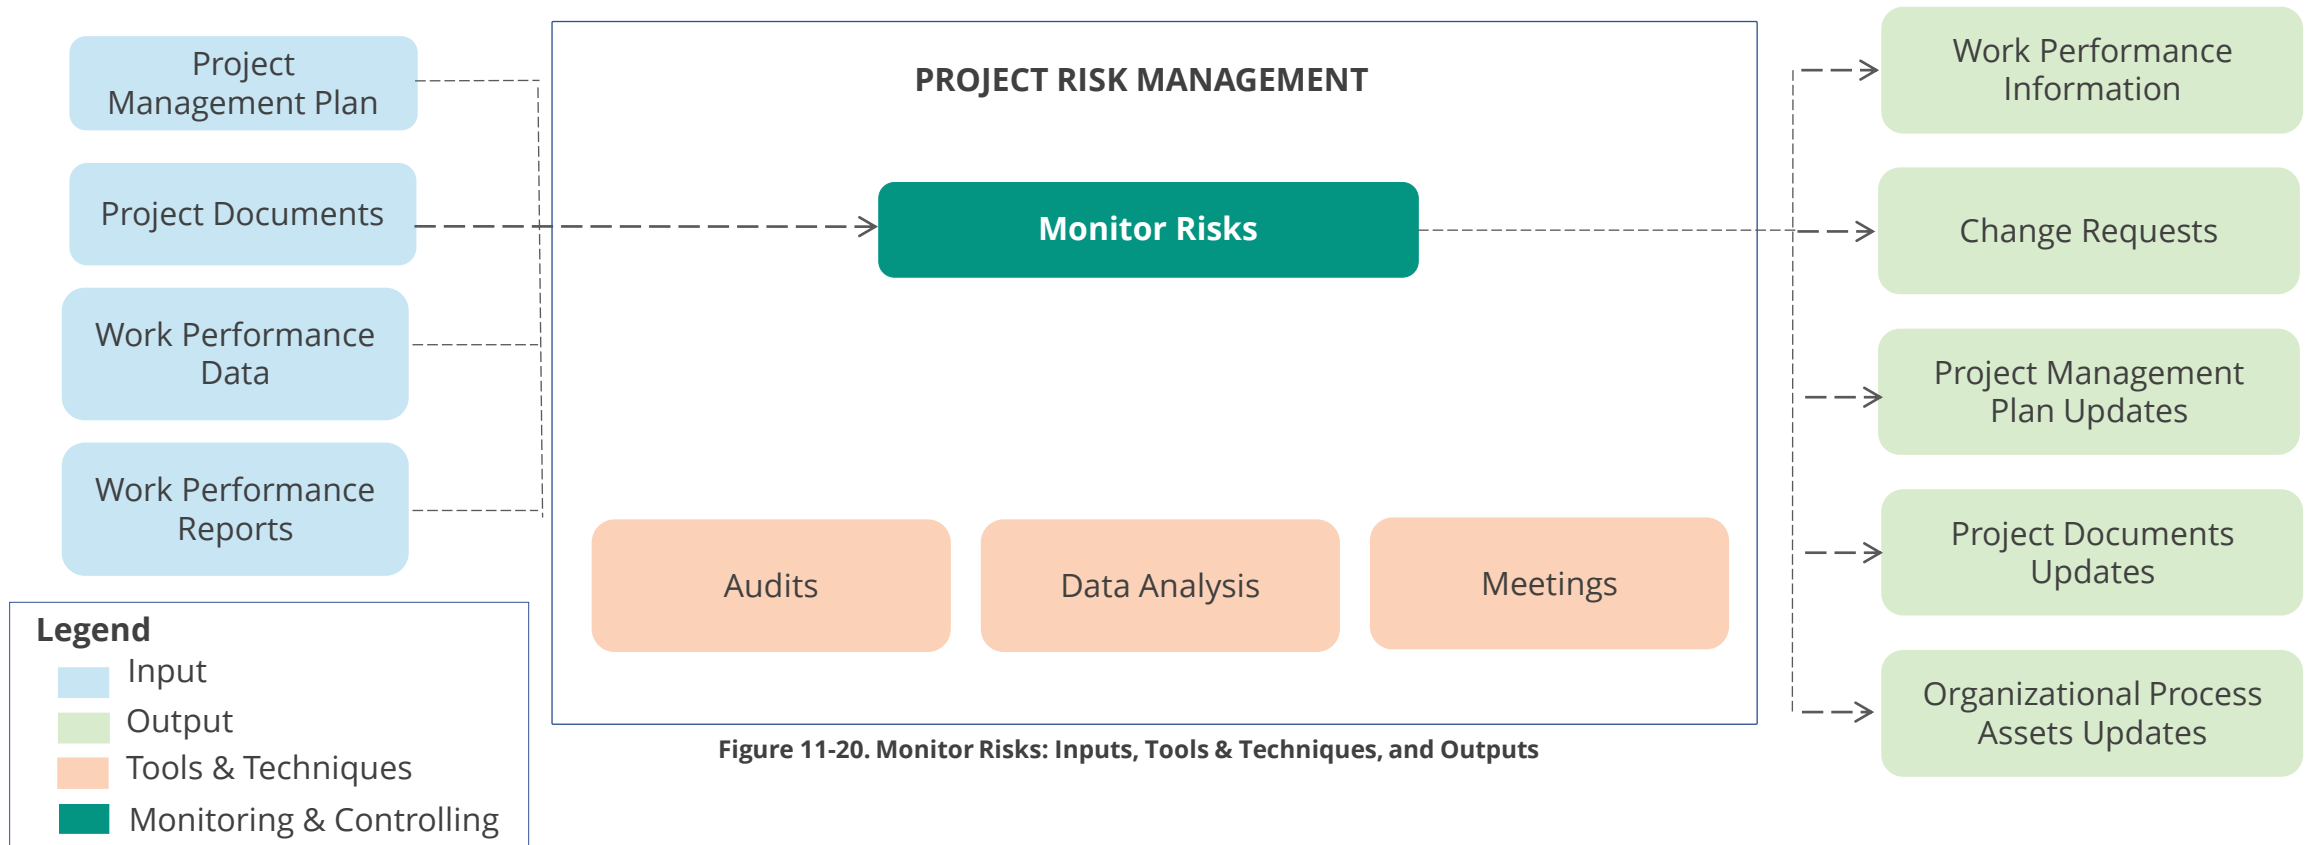 Project
Management Plan
Project Documents
Work Performance
Data
Work Performance
Reports
PROJECT RISK MANAGEMENT
Monitor Risks
Audits
Data Analysis
Meetings
Work Performance
Information
Change Requests
Project Management
Plan Updates
Project Documents
Updates
Organizational Process
Assets Updates
Legend
Input
Output
Tools & Techniques
Monitoring & Controlling
Figure 11-20. Monitor Risks: Inputs, Tools & Techniques, and Outputs